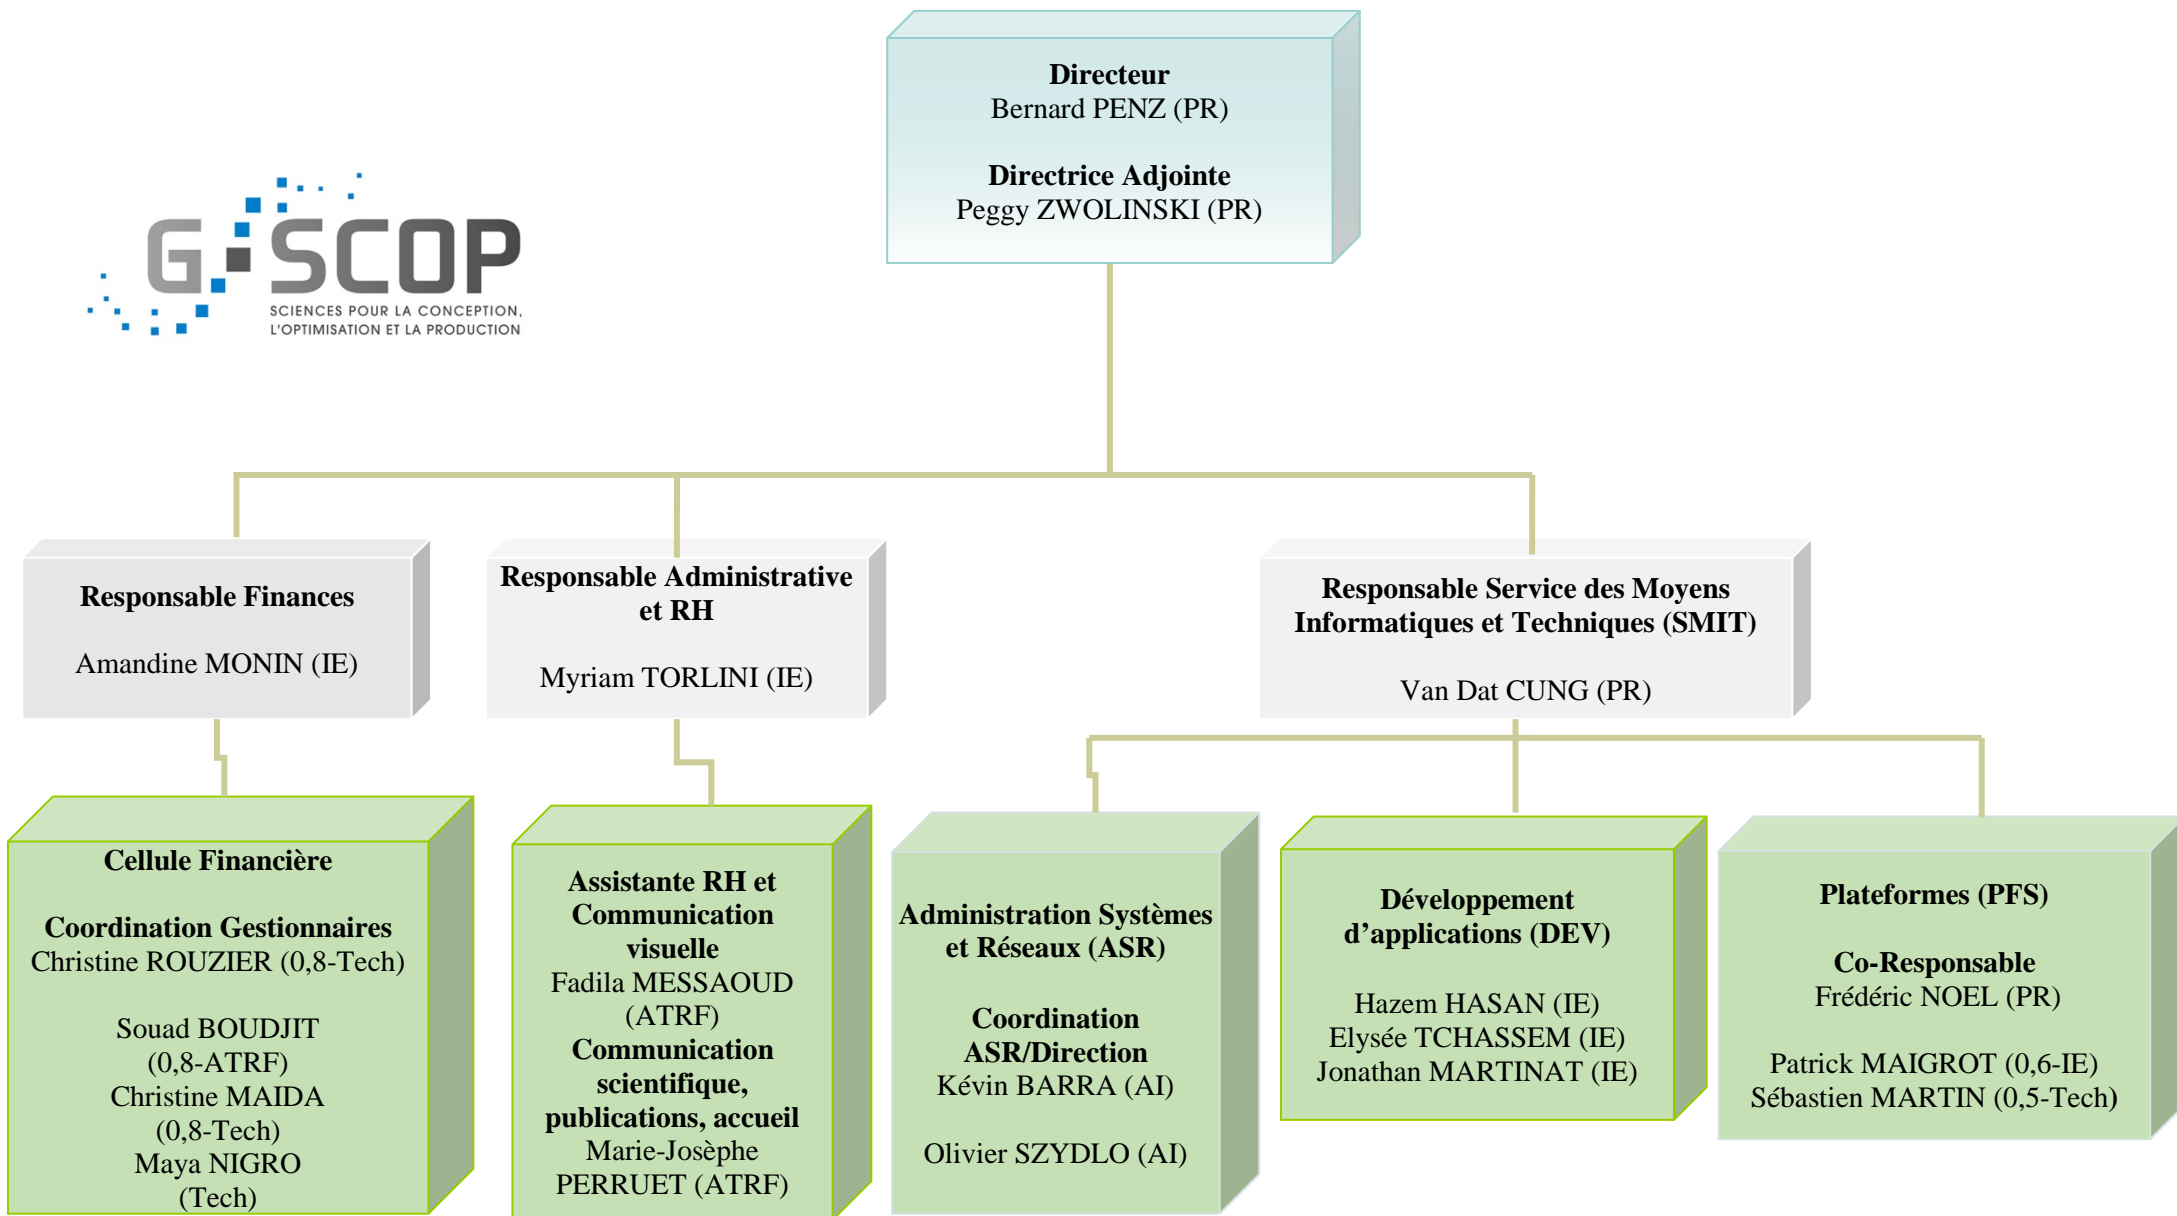 Directeur
Bernard PENZ (PR)
Directrice Adjointe
Peggy ZWOLINSKI (PR)
G SCOP
SCIENCES POUR LA CONCEPTION,
L'OPTIMISATION ET LA PRODUCTION
Responsable Finances
Amandine MONIN (IE)
Responsable Administrative
et RH
Myriam TORLINI (IE)
Responsable Service des Moyens
Informatiques et Techniques (SMIT)
Van Dat CUNG (PR)
Cellule Financière
Coordination Gestionnaires
Christine ROUZIER (0,8-Tech)
Souad BOUDJIT
(0,8-ATRF)
Christine MAIDA
(0,8-Tech)
Maya NIGRO
(Tech)
Assistante RH et
Communication
visuelle
Fadila MESSAOUD
(ATRF)
Communication
scientifique,
publications, accueil
Marie-Josèphe
PERRUET (ATRF)
Administration Systèmes
et Réseaux (ASR)
Coordination
ASR/Direction
Kévin BARRA (AI)
Olivier SZYDLO (AI)
Développement
d’applications (DEV)
Hazem HASAN (IE)
Elysée TCHASSEM (IE)
Jonathan MARTINAT (IE)
Plateformes (PFS)
Co-Responsable
Frédéric NOEL (PR)
Patrick MAIGROT (0,6-IE)
Sébastien MARTIN (0,5-Tech)